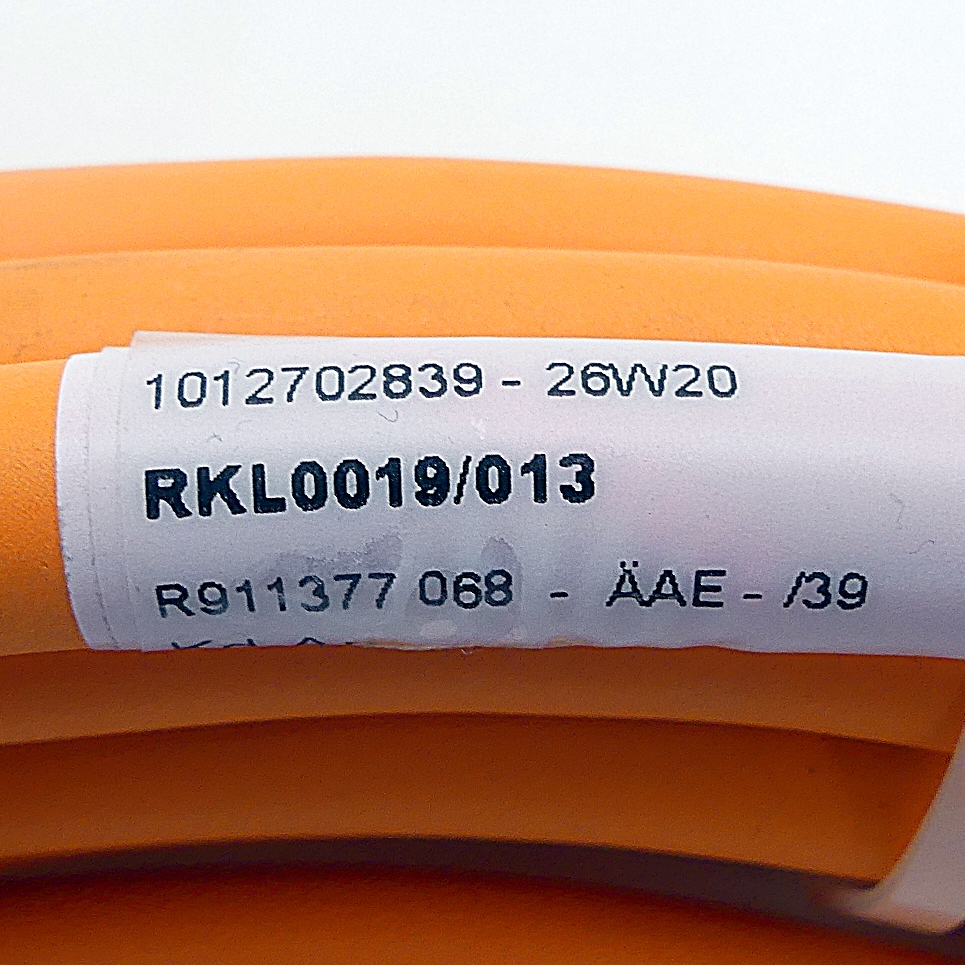 1012702839 - 26W20
RKL0019/013
R911377 068 - ÄAE - /39